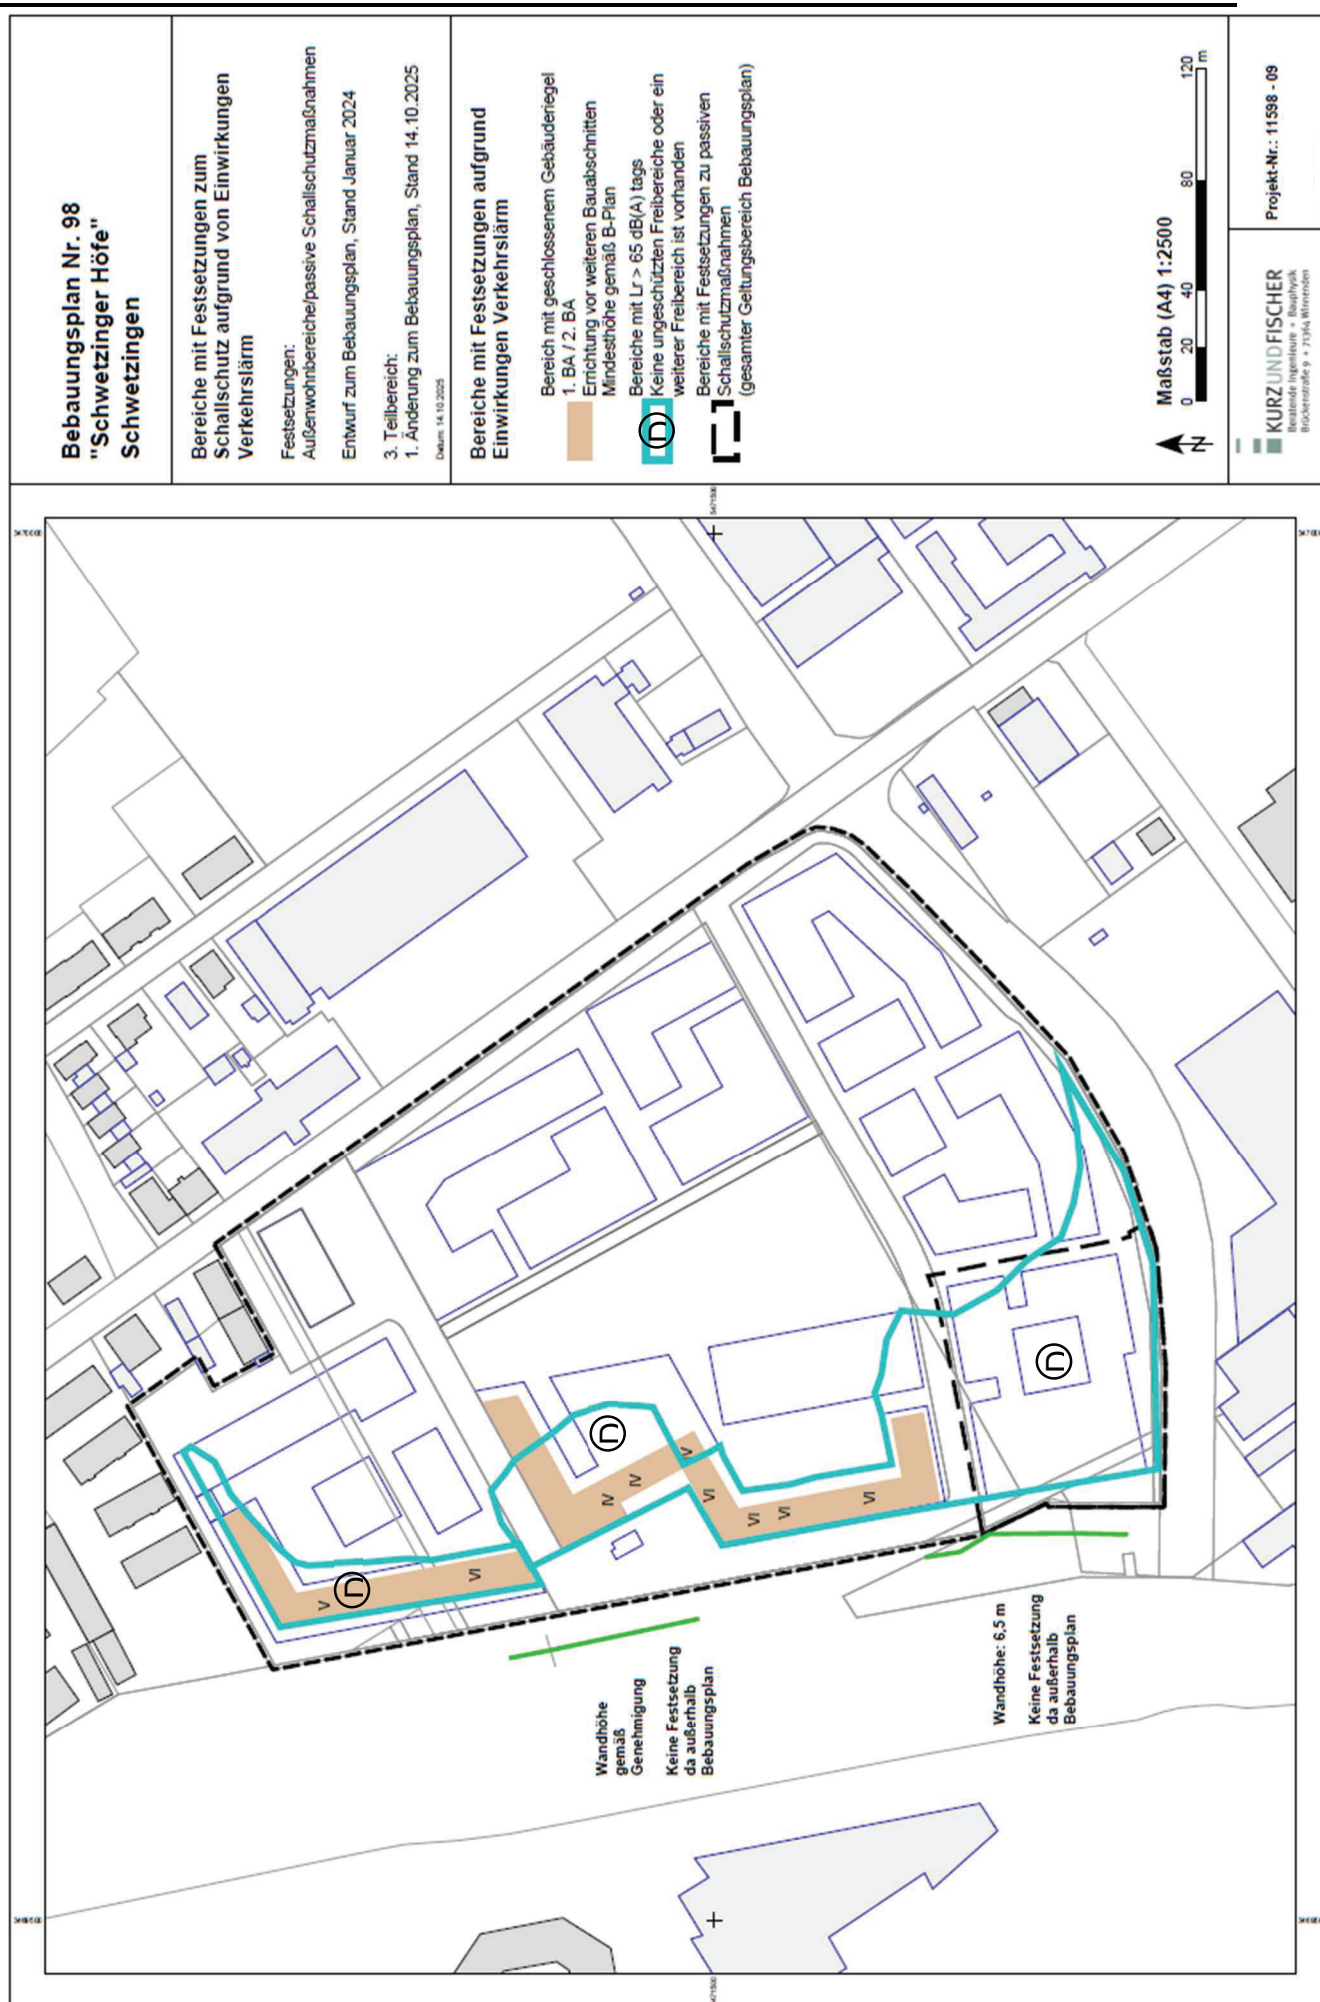 Bebauungsplan Nr. 98
"Schwetzinger Höfe"
Schwetzingen
Bereiche mit Festsetzungen zum
Schallschutz aufgrund von Einwirkungen
Verkehrslärm
Festsetzungen:
Außenwohnbereiche/passive Schallschutzmaßnahmen
Entwurf zum Bebauungsplan, Stand Januar 2024
3. Teilbereich:
1. Änderung zum Bebauungsplan, Stand 14.10.2025
Datum: 14.10.2025
Bereiche mit Festsetzungen aufgrund
Einwirkungen Verkehrslärm
Bereich mit geschlossenem Gebäuderiegel
1. BA / 2. BA
Errichtung vor weiteren Bauabschnitten
Mindesthöhe gemäß B-Plan
Bereiche mit Lr > 65 dB(A) tags
D
Keine ungeschützten Freibereiche oder ein
weiterer Freibereich ist vorhanden
Bereiche mit Festsetzungen zu passiven
Schallschutzmaßnahmen
(gesamter Geltungsbereich Bebauungsplan)
Maßstab (A4) 1:2500
0 20 40 80 120
m
N
KURZUNDFISCHER
Beratende Ingenieure + Bauphysik
Brückenstraße 9 • 71364 Winnenden
Projekt-Nr.: 11598 - 09
5471500
V
D
VI
D
IV
IV
IV
VI
VI
VI
VI
D
Wandhöhe
gemäß
Genehmigung
Keine Festsetzung
da außerhalb
Bebauungsplan
Wandhöhe: 6,5 m
Keine Festsetzung
da außerhalb
Bebauungsplan